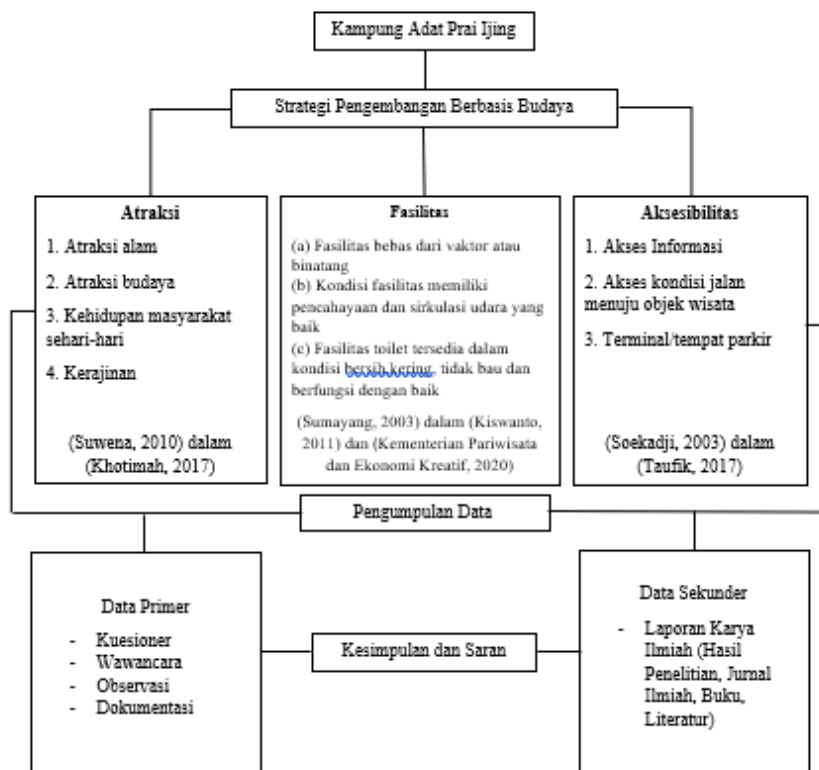 Kampung Adat Prai Ijing
Strategi Pengembangan Berbasis Budaya
Atraksi
1. Atraksi alam
2. Atraksi budaya
3. Kehidupan masyarakat
sehari-hari
4. Kerajinan
(Suwena, 2010) dalam
(Khotimah, 2017)
Fasilitas
(a) Fasilitas bebas dari vaktor atau
binatang
(b) Kondisi fasilitas memiliki
pencahayaan dan sirkulasi udara yang
baik
(c) Fasilitas toilet tersedia dalam
kondisi bersih,kering, tidak bau dan
berfungsi dengan baik
(Sumayang, 2003) dalam (Kiswanto,
2011) dan (Kementerian Pariwisata
dan Ekonomi Kreatif, 2020)
Aksesibilitas
1. Akses Informasi
2. Akses kondisi jalan
menuju objek wisata
3. Terminal/tempat parkir
(Soekadji, 2003) dalam
(Taufik, 2017)
Pengumpulan Data
Data Primer
- Kuesioner
- Wawancara
- Observasi
- Dokumentasi
Kesimpulan dan Saran
Data Sekunder
- Laporan Karya
Ilmiah (Hasil
Penelitian, Jurnal
Ilmiah, Buku,
Literatur)